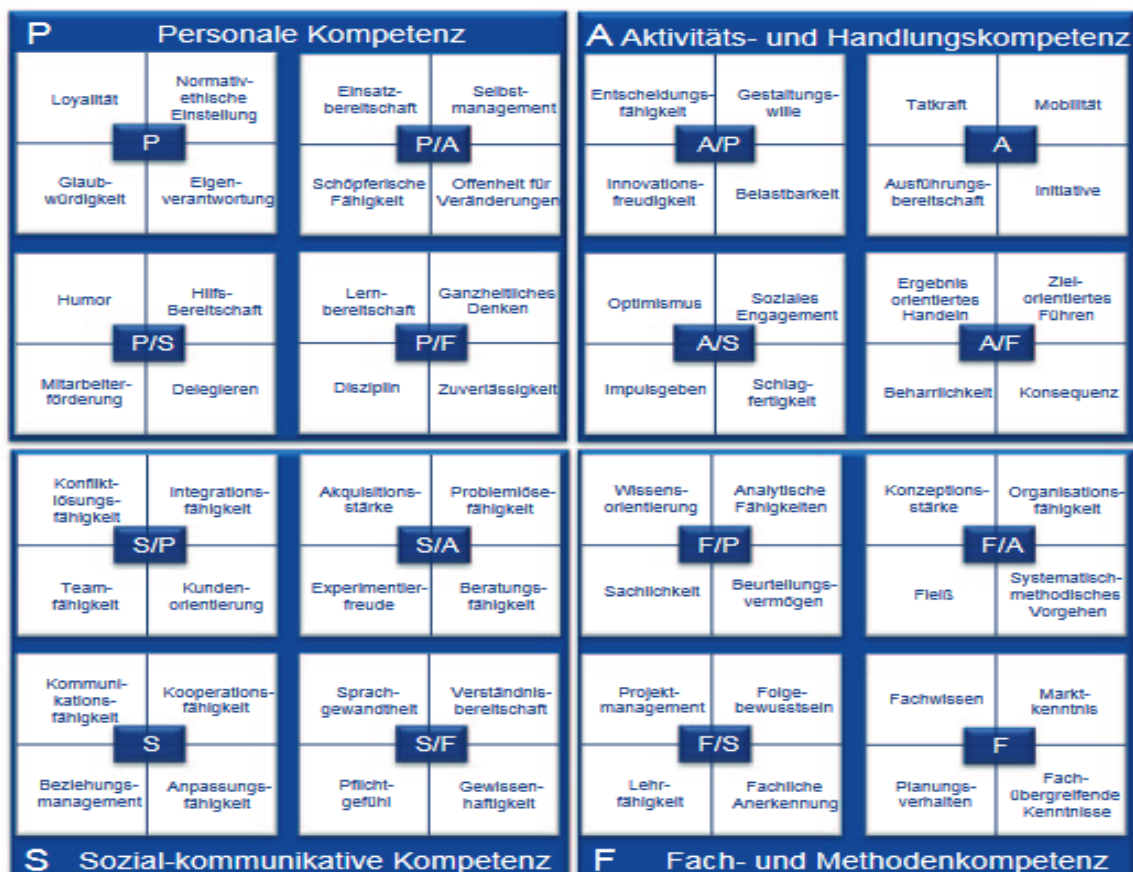 P Personale Kompetenz
Loyalität
Normativ-
ethische
Einstellung
P
Glaub-
würdigkeit
Eigen-
verantwortung
Einsatz-
bereitschaft
Selbst-
management
P/A
Schöpferische
Fähigkeit
Offenheit für
Veränderungen
Humor
Hilfs-
Bereitschaft
P/S
Mitarbeiter-
förderung
Delegieren
Lern-
bereitschaft
Ganzheitliches
Denken
P/F
Disziplin
Zuverlässigkeit
A Aktivitäts- und Handlungskompetenz
Entscheidungs-
fähigkeit
Gestaltungs-
wille
A/P
Innovations-
freudigkeit
Belastbarkeit
Tatkraft
Mobilität
A
Ausführungs-
bereitschaft
Initiative
Optimismus
Soziales
Engagement
A/S
Impulsgeben
Schlag-
fertigkeit
Ergebnis
orientiertes
Handeln
Ziel-
orientiertes
Führen
A/F
Beharrlichkeit
Konsequenz
Konflikt-
lösungs-
fähigkeit
Integrations-
fähigkeit
S/P
Team-
fähigkeit
Kunden-
orientierung
Akquisitions-
stärke
Problemlöse-
fähigkeit
S/A
Experimentier-
freude
Beratungs-
fähigkeit
Kommuni-
kations-
fähigkeit
Kooperations-
fähigkeit
S
Beziehungs-
management
Anpassungs-
fähigkeit
Sprach-
gewandtheit
Verständnis-
bereitschaft
S/F
Pflicht-
gefühl
Gewissen-
haftigkeit
S Sozial-kommunikative Kompetenz
Wissens-
orientierung
Analytische
Fähigkeiten
F/P
Sachlichkeit
Beurteilungs-
vermögen
Konzeptions-
stärke
Organisations-
fähigkeit
F/A
Fleiß
Systematisch-
methodisches
Vorgehen
Projekt-
management
Folge-
bewusstsein
F/S
Lehr-
fähigkeit
Fachliche
Anerkennung
Fachwissen
Markt-
kenntnis
F
Planungs-
verhalten
Fach-
übergreifende
Kenntnisse
F Fach- und Methodenkompetenz